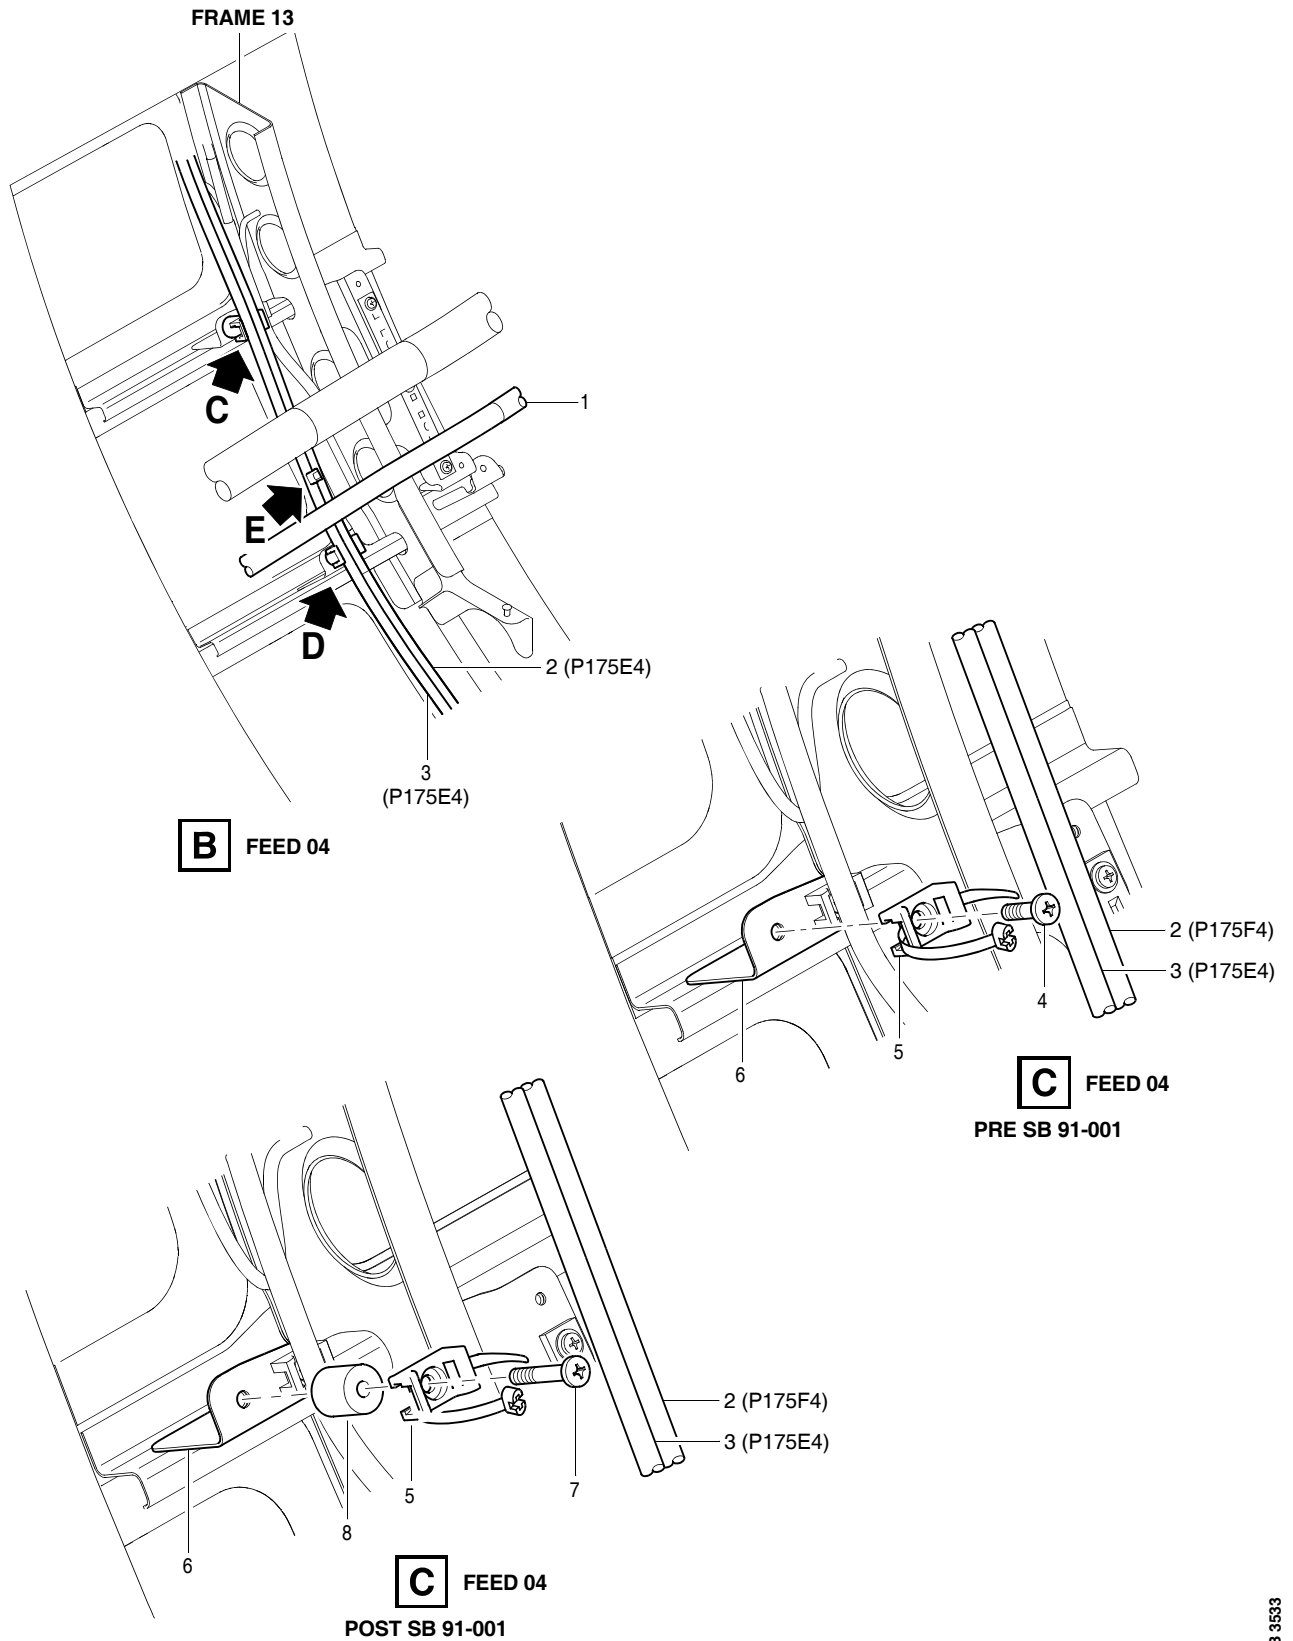 FRAME 13
C
1
E
D
2 (P175E4)
3
(P175E4)
B FEED 04
2 (P175F4)
3 (P175E4)
4
5
6
C FEED 04
PRE SB 91-001
2 (P175F4)
3 (P175E4)
7
5
8
6
C FEED 04
POST SB 91-001
3533